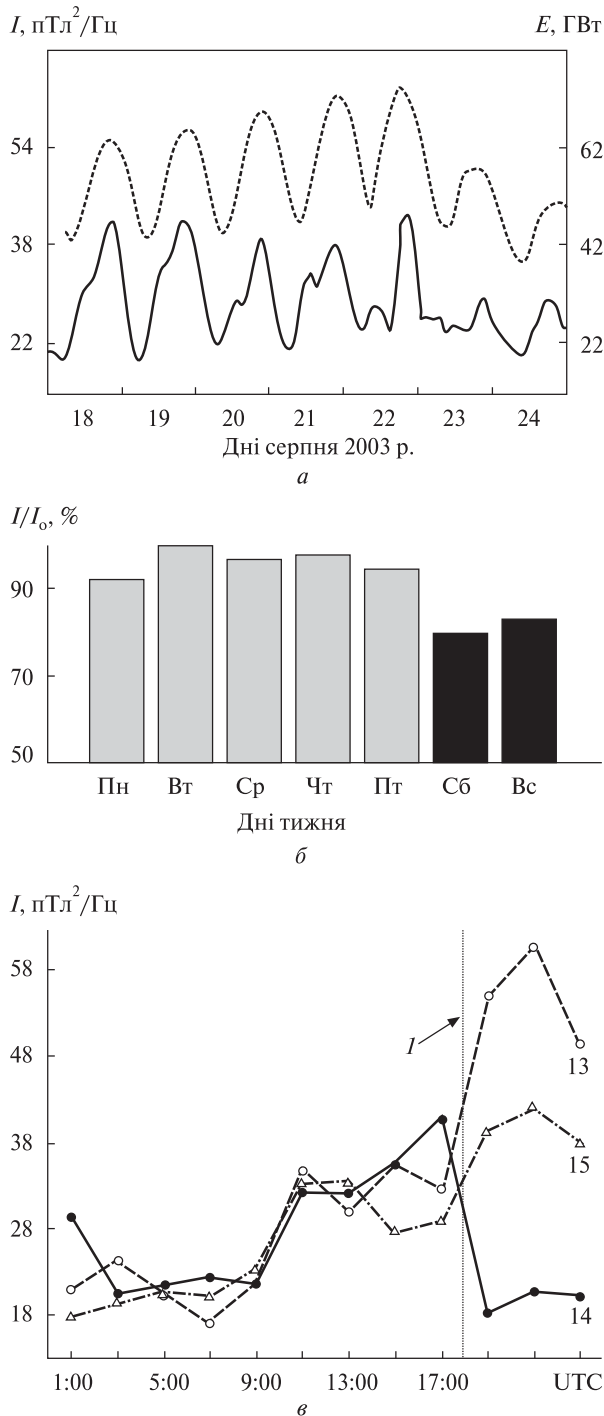 I, пТл²/Гц E, ГВт
54 62
38 42
22 22
18 19 20 21 22 23 24
Дні серпня 2003 р.
а
I/Iₒ, %
90
70
50
Пн Вт Ср Чт Пт Сб Вс
Дні тижня
б
I, пТл²/Гц
58
48
1
13
38
15
28
18
14
1:00 5:00 9:00 13:00 17:00 UTC
в